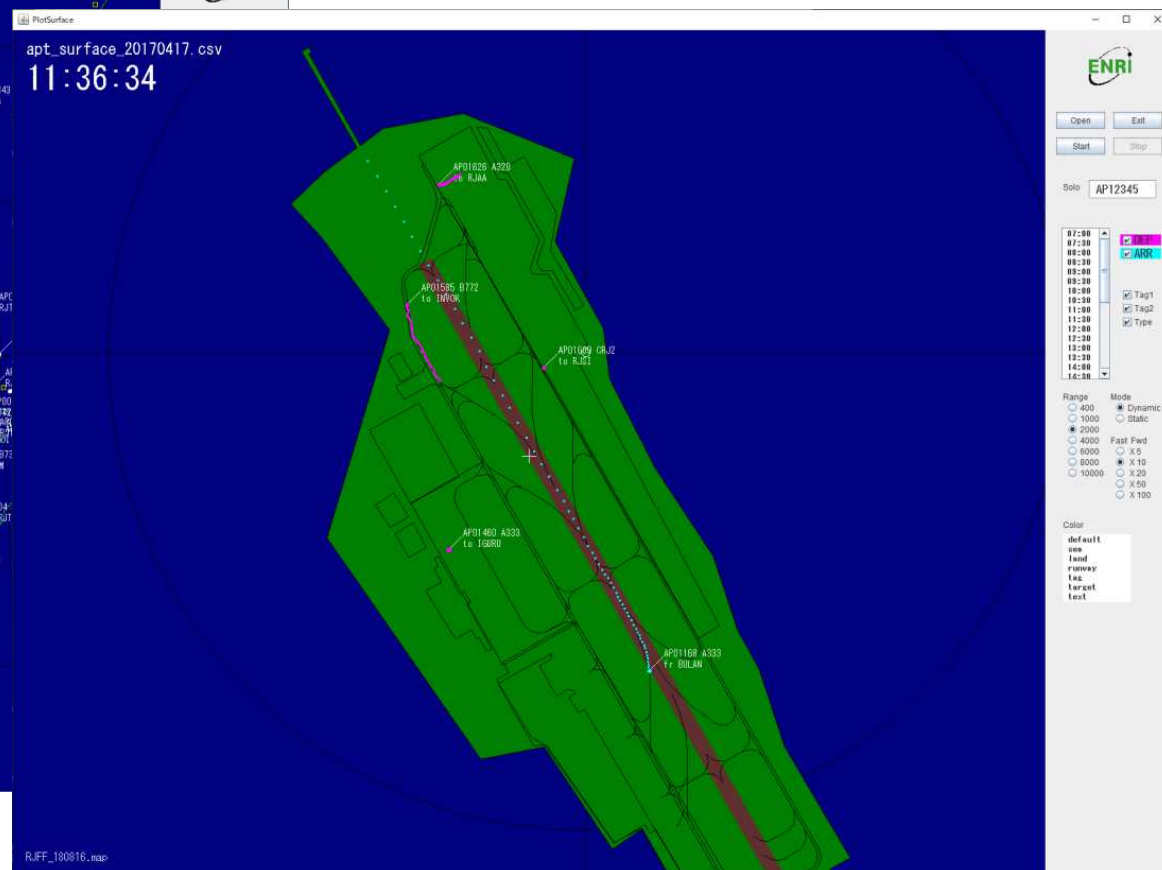 PlotSurface
apt_surface_20170417.csv
11:36:34
ENRI
Open Exit
Start Stop
Solo AP12345
07:00
07:30
08:00
08:30
09:00
09:30
10:00
10:30
11:00
11:30
12:00
12:30
13:00
13:30
14:00
14:30
DEP
ARR
Tag1
Tag2
Type
Range
400
1000
2000
4000
6000
8000
10000
Mode
Dynamic
Static
Fast Fwd
X 5
X 10
X 20
X 50
X 100
Color
default
sea
land
runway
tag
target
text
AP01626 A320
to RJAA
AP01585 B772
to INVOK
AP01609 CRJ2
to RJSI
AP01460 A333
to IGURU
AP01168 A333
fr BULAN
RJFF_180816.map